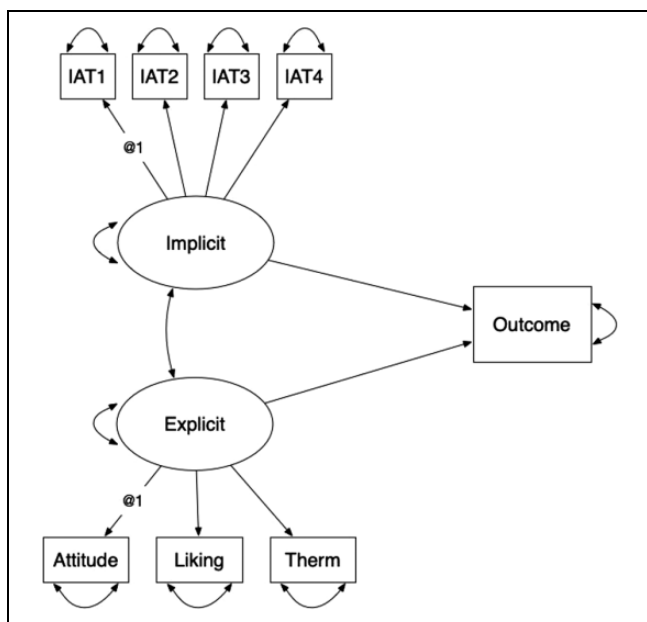 IAT1 IAT2 IAT3 IAT4
@1
Implicit
Outcome
Explicit
@1
Attitude Liking Therm